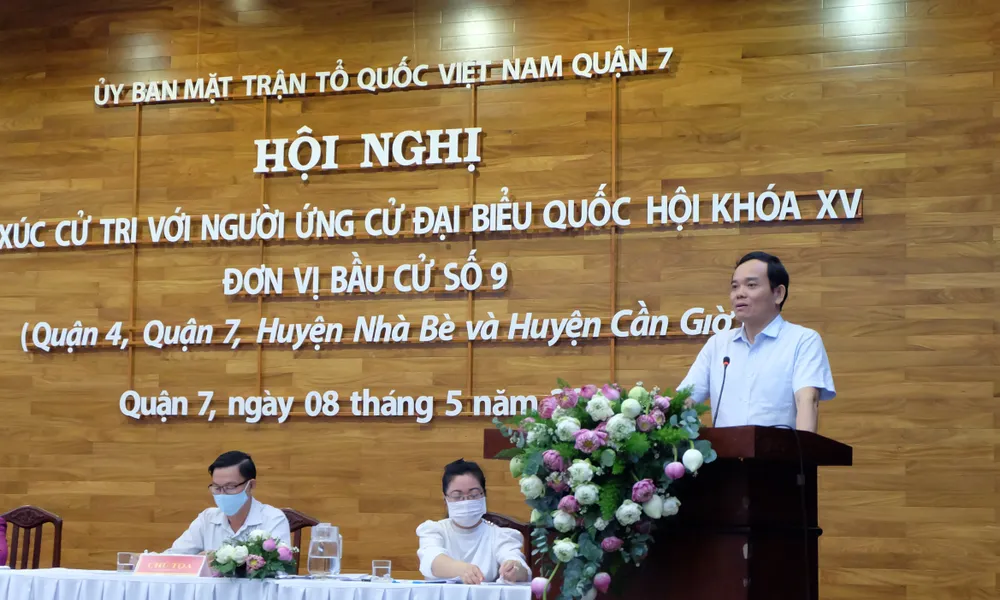 ỦY BAN MẶT TRẬN TỔ QUỐC VIỆT NAM QUẬN 7
HỘI NGHỊ
XÚC CỬ TRI VỚI NGƯỜI ỨNG CỬ ĐẠI BIỂU QUỐC HỘI KHÓA XV
ĐƠN VỊ BẦU CỬ SỐ 9
(Quận 4, Quận 7, Huyện Nhà Bè và Huyện Cần Giờ
Quận 7, ngày 08 tháng 5 năm
CHỦ TỌA